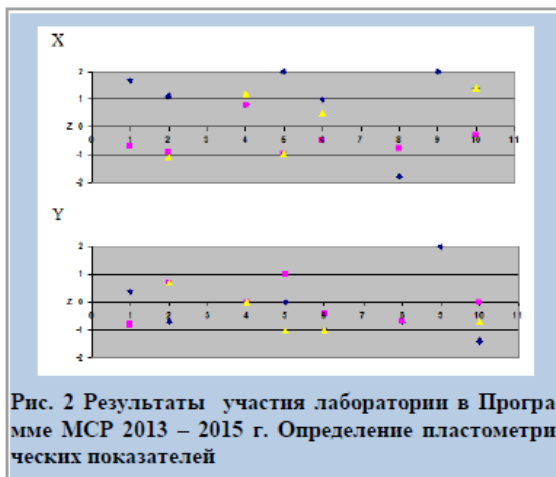 X
2
1
Z 0
0 1 2 3 4 5 6 7 8 9 10 11
-1
-2
Y
2
1
Z 0
0 1 2 3 4 5 6 7 8 9 10 11
-1
-2
Рис. 2 Результаты участия лаборатории в Програ
мме МСР 2013 – 2015 г. Определение пластометри
ческих показателей